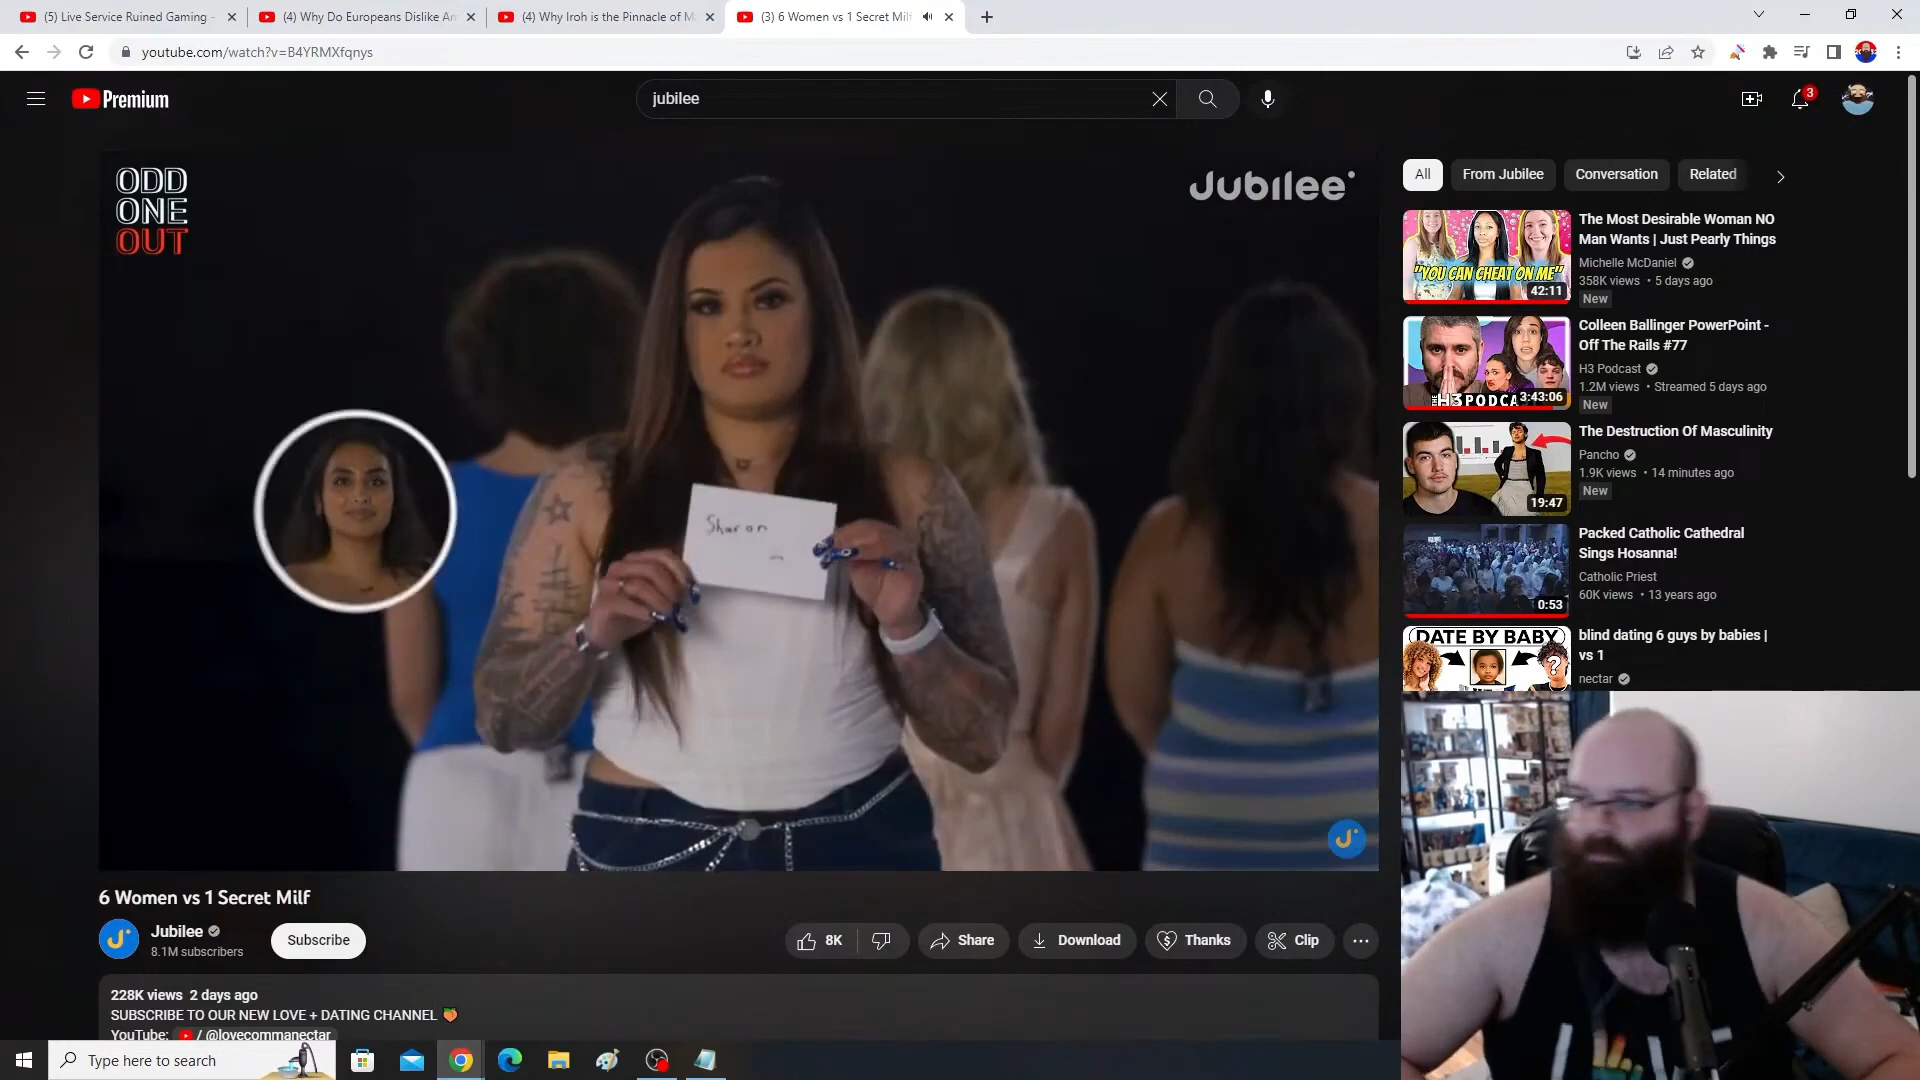 (5) Live Service Ruined Gaming -
(4) Why Do Europeans Dislike Am
(4) Why Iroh is the Pinnacle of M
(3) 6 Women vs 1 Secret Milf
youtube.com/watch?v=B4YRMXfqnys
Premium
jubilee
3
ODD
ONE
OUT
Jubilee
Sharon
All
From Jubilee
Conversation
Related
"YOU CAN CHEAT ON ME"
42:11
The Most Desirable Woman NO
Man Wants | Just Pearly Things
Michelle McDaniel
358K views • 5 days ago
New
THE H3 PODCA
3:43:06
Colleen Ballinger PowerPoint -
Off The Rails #77
H3 Podcast
1.2M views • Streamed 5 days ago
New
19:47
The Destruction Of Masculinity
Pancho
1.9K views • 14 minutes ago
New
0:53
Packed Catholic Cathedral
Sings Hosanna!
Catholic Priest
60K views • 13 years ago
DATE BY BABY
?
blind dating 6 guys by babies |
vs 1
nectar
6 Women vs 1 Secret Milf
Jubilee
8.1M subscribers
Subscribe
8K
Share
Download
Thanks
Clip
228K views 2 days ago
SUBSCRIBE TO OUR NEW LOVE + DATING CHANNEL 🍑
YouTube: / @lovecommanectar
Type here to search